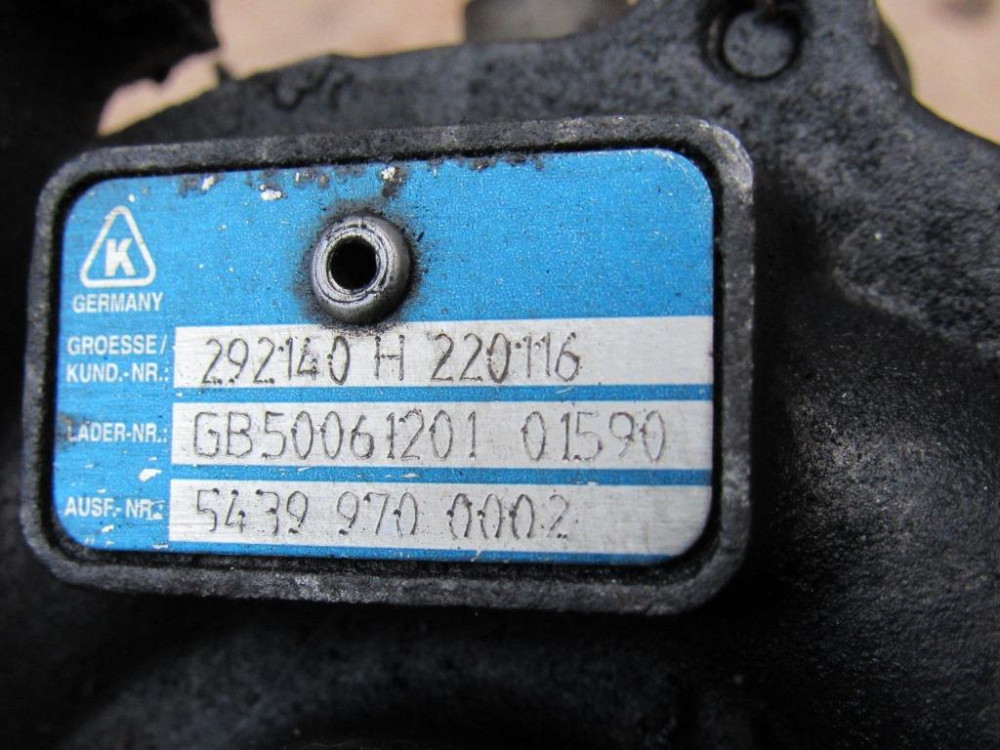 K
GERMANY
GROESSE/
KUND.-NR.: 292140 H 220116
LADER-NR.: GB50061201 01590
AUSF.-NR.: 5439 970 0002